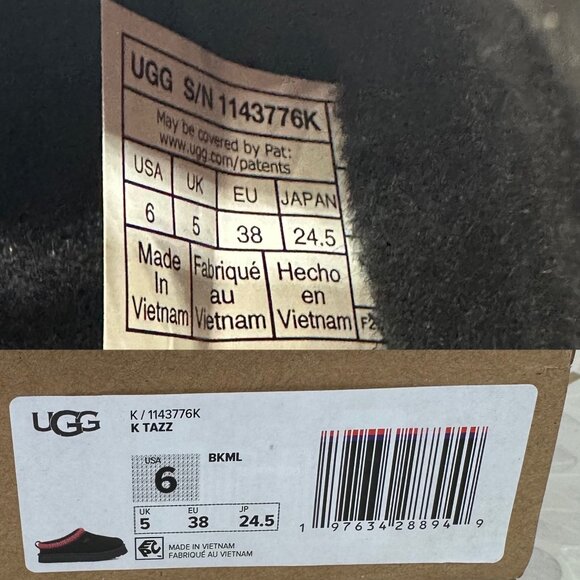 UGG S/N 1143776K
May be covered by Pat:
www.ugg.com/patents
USA UK EU JAPAN
6 5 38 24.5
Made Fabriqué Hecho
In au en
Vietnam Vietnam Vietnam
UGG
K / 1143776K
K TAZZ
USA
6
BKML
UK EU JP
5 38 24.5
MADE IN VIETNAM
FABRIQUÉ AU VIETNAM
1 97634 28894 9